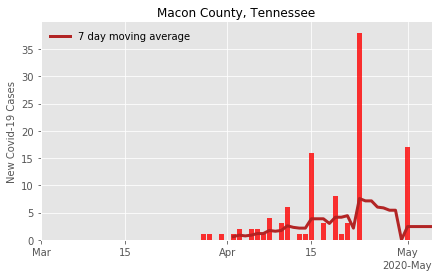 Macon County, Tennessee
7 day moving average
New Covid-19 Cases
35
30
25
20
15
10
5
0
Mar
15
Apr
15
May
2020-May